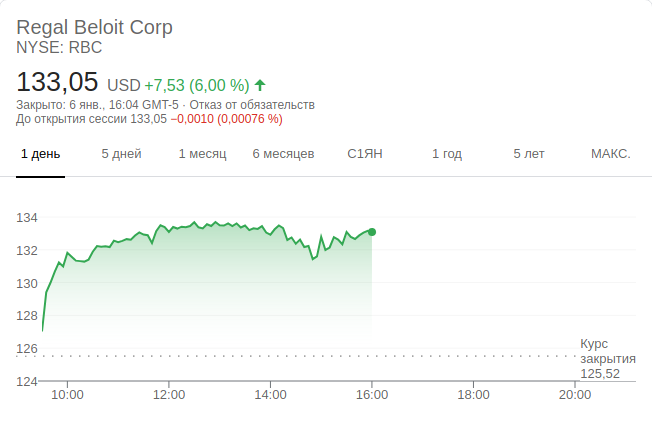 Regal Beloit Corp
NYSE: RBC
133,05 USD +7,53 (6,00 %)
Закрыто: 6 янв., 16:04 GMT-5 · Отказ от обязательств
До открытия сессии 133,05 −0,0010 (0,00076 %)
1 день 5 дней 1 месяц 6 месяцев С1ЯН 1 год 5 лет МАКС.
134
132
130
128
126
124
Курс
закрытия
125,52
10:00 12:00 14:00 16:00 18:00 20:00